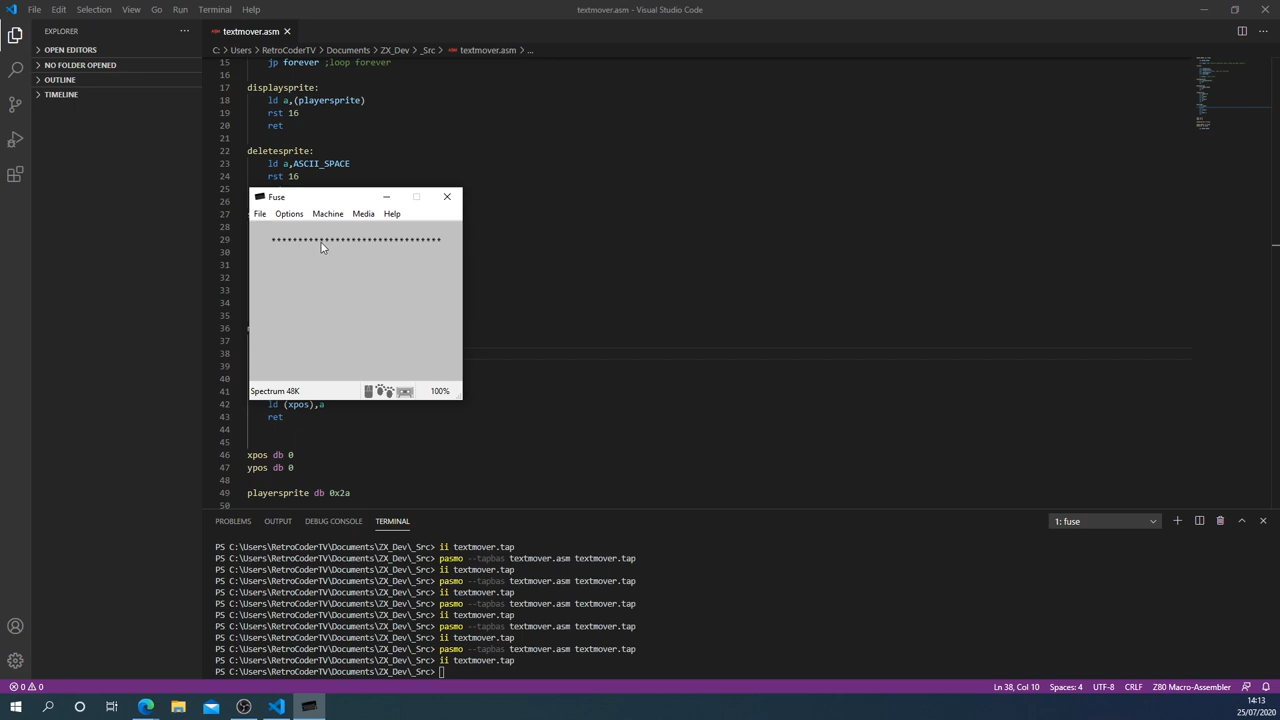 File Edit Selection View Go Run Terminal Help
textmover.asm - Visual Studio Code
EXPLORER
OPEN EDITORS
NO FOLDER OPENED
OUTLINE
TIMELINE
textmover.asm
C: > Users > RetroCoderTV > Documents > ZX_Dev > _Src > textmover.asm > ...
15 jp forever ;loop forever
16
17 displaysprite:
18 ld a,(playersprite)
19 rst 16
20 ret
21
22 deletesprite:
23 ld a,ASCII_SPACE
24 rst 16
25
26
27
28
29
30
31
32
33
34
35
36
37
38
39
40
41
42 ld (xpos),a
43 ret
44
45
46 xpos db 0
47 ypos db 0
48
49 playersprite db 0x2a
50
Fuse
File Options Machine Media Help
********************************
Spectrum 48K
100%
PROBLEMS OUTPUT DEBUG CONSOLE TERMINAL
1: fuse
PS C:\Users\RetroCoderTV\Documents\ZX_Dev\_Src> ii textmover.tap
PS C:\Users\RetroCoderTV\Documents\ZX_Dev\_Src> pasmo --tapbas textmover.asm textmover.tap
PS C:\Users\RetroCoderTV\Documents\ZX_Dev\_Src> ii textmover.tap
PS C:\Users\RetroCoderTV\Documents\ZX_Dev\_Src> pasmo --tapbas textmover.asm textmover.tap
PS C:\Users\RetroCoderTV\Documents\ZX_Dev\_Src> ii textmover.tap
PS C:\Users\RetroCoderTV\Documents\ZX_Dev\_Src> pasmo --tapbas textmover.asm textmover.tap
PS C:\Users\RetroCoderTV\Documents\ZX_Dev\_Src> ii textmover.tap
PS C:\Users\RetroCoderTV\Documents\ZX_Dev\_Src> pasmo --tapbas textmover.asm textmover.tap
PS C:\Users\RetroCoderTV\Documents\ZX_Dev\_Src> ii textmover.tap
PS C:\Users\RetroCoderTV\Documents\ZX_Dev\_Src> pasmo --tapbas textmover.asm textmover.tap
PS C:\Users\RetroCoderTV\Documents\ZX_Dev\_Src> ii textmover.tap
PS C:\Users\RetroCoderTV\Documents\ZX_Dev\_Src>
0 0
Ln 38, Col 10 Spaces: 4 UTF-8 CRLF Z80 Macro-Assembler
14:13
25/07/2020